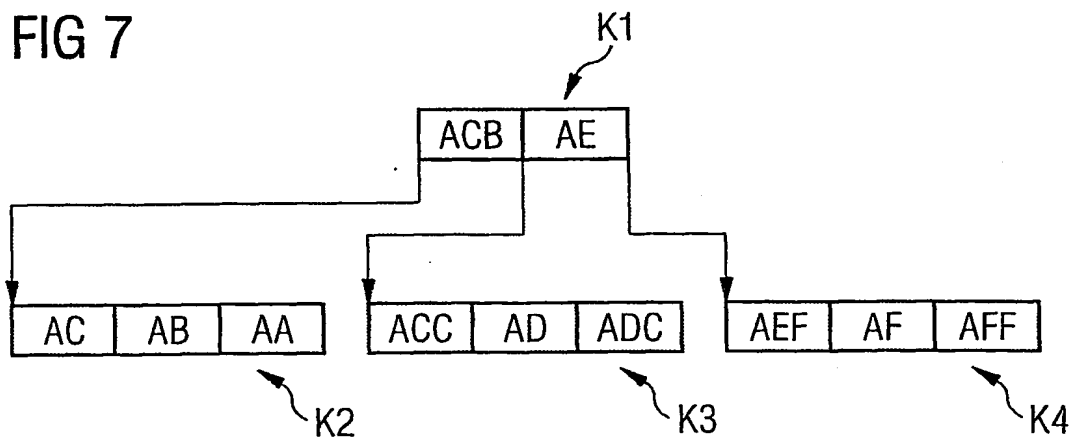 FIG 7
K1
ACB AE
AC AB AA ACC AD ADC AEF AF AFF
K2 K3 K4